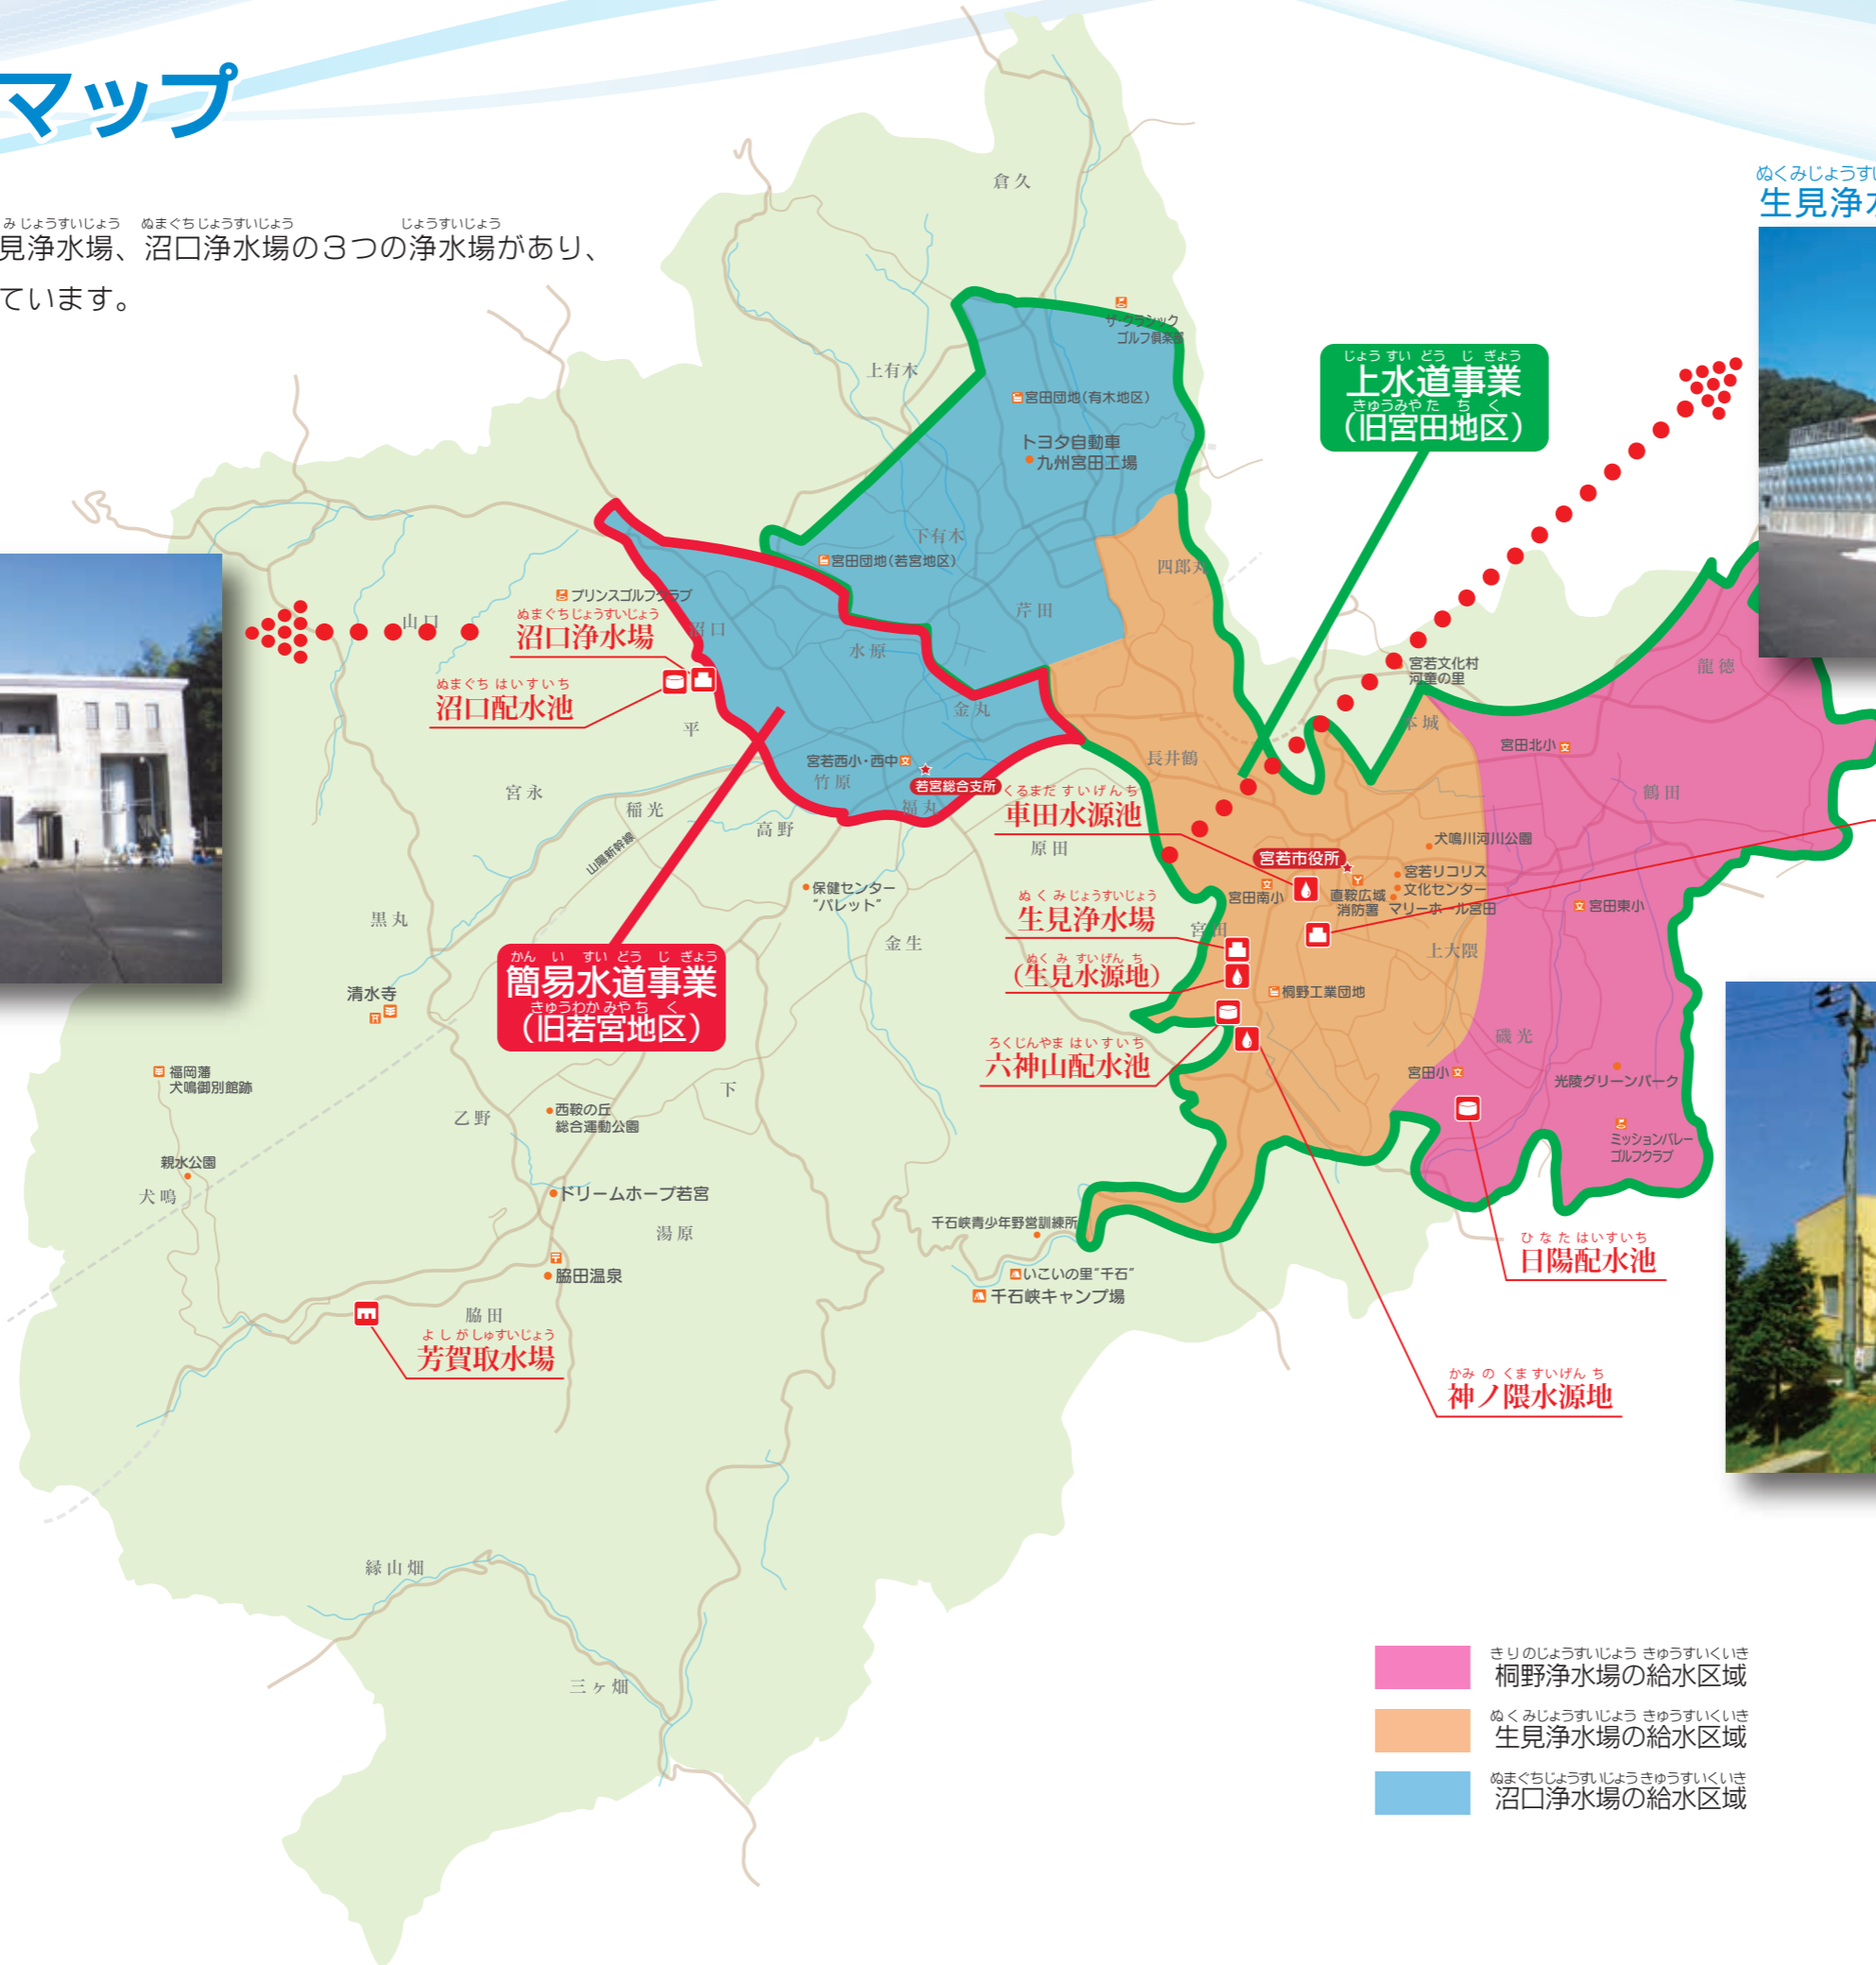 マップ
みじょうすいじょう ぬまぐちじょうすいじょう じょうすいじょう
見浄水場、沼口浄水場の3つの浄水場があり、
ています。
ぬくみじょうす
生見浄
倉久
ザ・クラシック
ゴルフ倶楽部
上有木
宮田団地(有木地区)
トヨタ自動車
九州宮田工場
じょうすいどうじぎょう
上水道事業
きゅうみやたちく
(旧宮田地区)
下有木
宮田団地(若宮地区)
四郎丸
プリンスゴルフクラブ
山口
ぬまぐちじょうすいじょう
沼口浄水場
沼口
芹田
水原
ぬまぐちはいすいち
沼口配水池
金丸
平
宮若文化村
河童の里
龍徳
本城
宮田北小
長井鶴
宮若西小・西中
竹原
若宮総合支所
福丸
宮永
稲光
高野
山陽新幹線
鶴田
くるまだすいげんち
車田水源池
原田
犬鳴川河川公園
宮若市役所
宮若リコリス
文化センター
マリーホール宮田
宮田南小
直鞍広域
消防署
宮田東小
保健センター
“パレット”
黒丸
金生
ぬくみじょうすいじょう
生見浄水場
宮田
上大隈
ぬくみすいげんち
(生見水源地)
かんいすいどうじぎょう
簡易水道事業
きゅうわかみやちく
(旧若宮地区)
清水寺
桐野工業団地
磯光
ろくじんやまはいすいち
六神山配水池
福岡藩
犬鳴御別館跡
宮田小
光陵グリーンパーク
下
乙野
西鞍の丘
総合運動公園
ミッションバレー
ゴルフクラブ
親水公園
犬鳴
ドリームホープ若宮
湯原
千石峡青少年野営訓練所
ひなたはいすいち
日陽配水池
脇田温泉
いこいの里“千石”
千石峡キャンプ場
脇田
よしがしゅすいじょう
芳賀取水場
かみのくますいげんち
神ノ隈水源地
縁山畑
三ヶ畑
きりのじょうすいじょう きゅうすいくいき
桐野浄水場の給水区域
ぬくみじょうすいじょう きゅうすいくいき
生見浄水場の給水区域
ぬまぐちじょうすいじょうきゅうすいくいき
沼口浄水場の給水区域